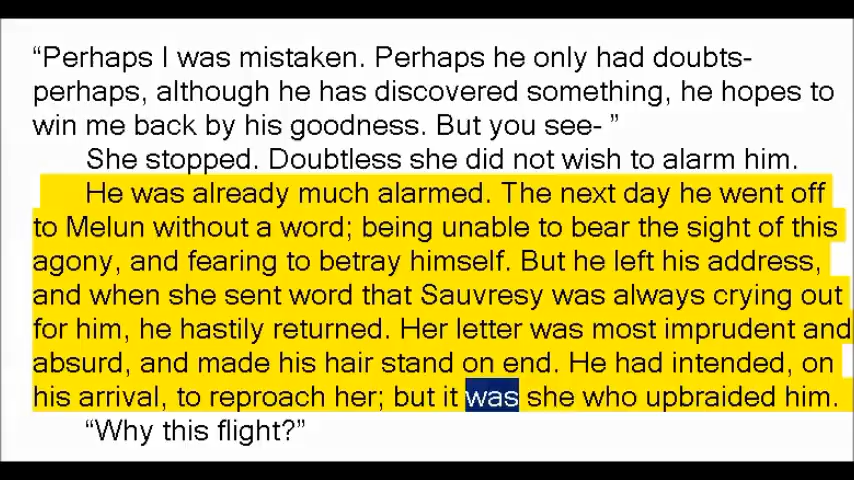 “Perhaps I was mistaken. Perhaps he only had doubts-
perhaps, although he has discovered something, he hopes to
win me back by his goodness. But you see- ”
She stopped. Doubtless she did not wish to alarm him.
He was already much alarmed. The next day he went off
to Melun without a word; being unable to bear the sight of this
agony, and fearing to betray himself. But he left his address,
and when she sent word that Sauvresy was always crying out
for him, he hastily returned. Her letter was most imprudent and
absurd, and made his hair stand on end. He had intended, on
his arrival, to reproach her; but it was she who upbraided him.
“Why this flight?”